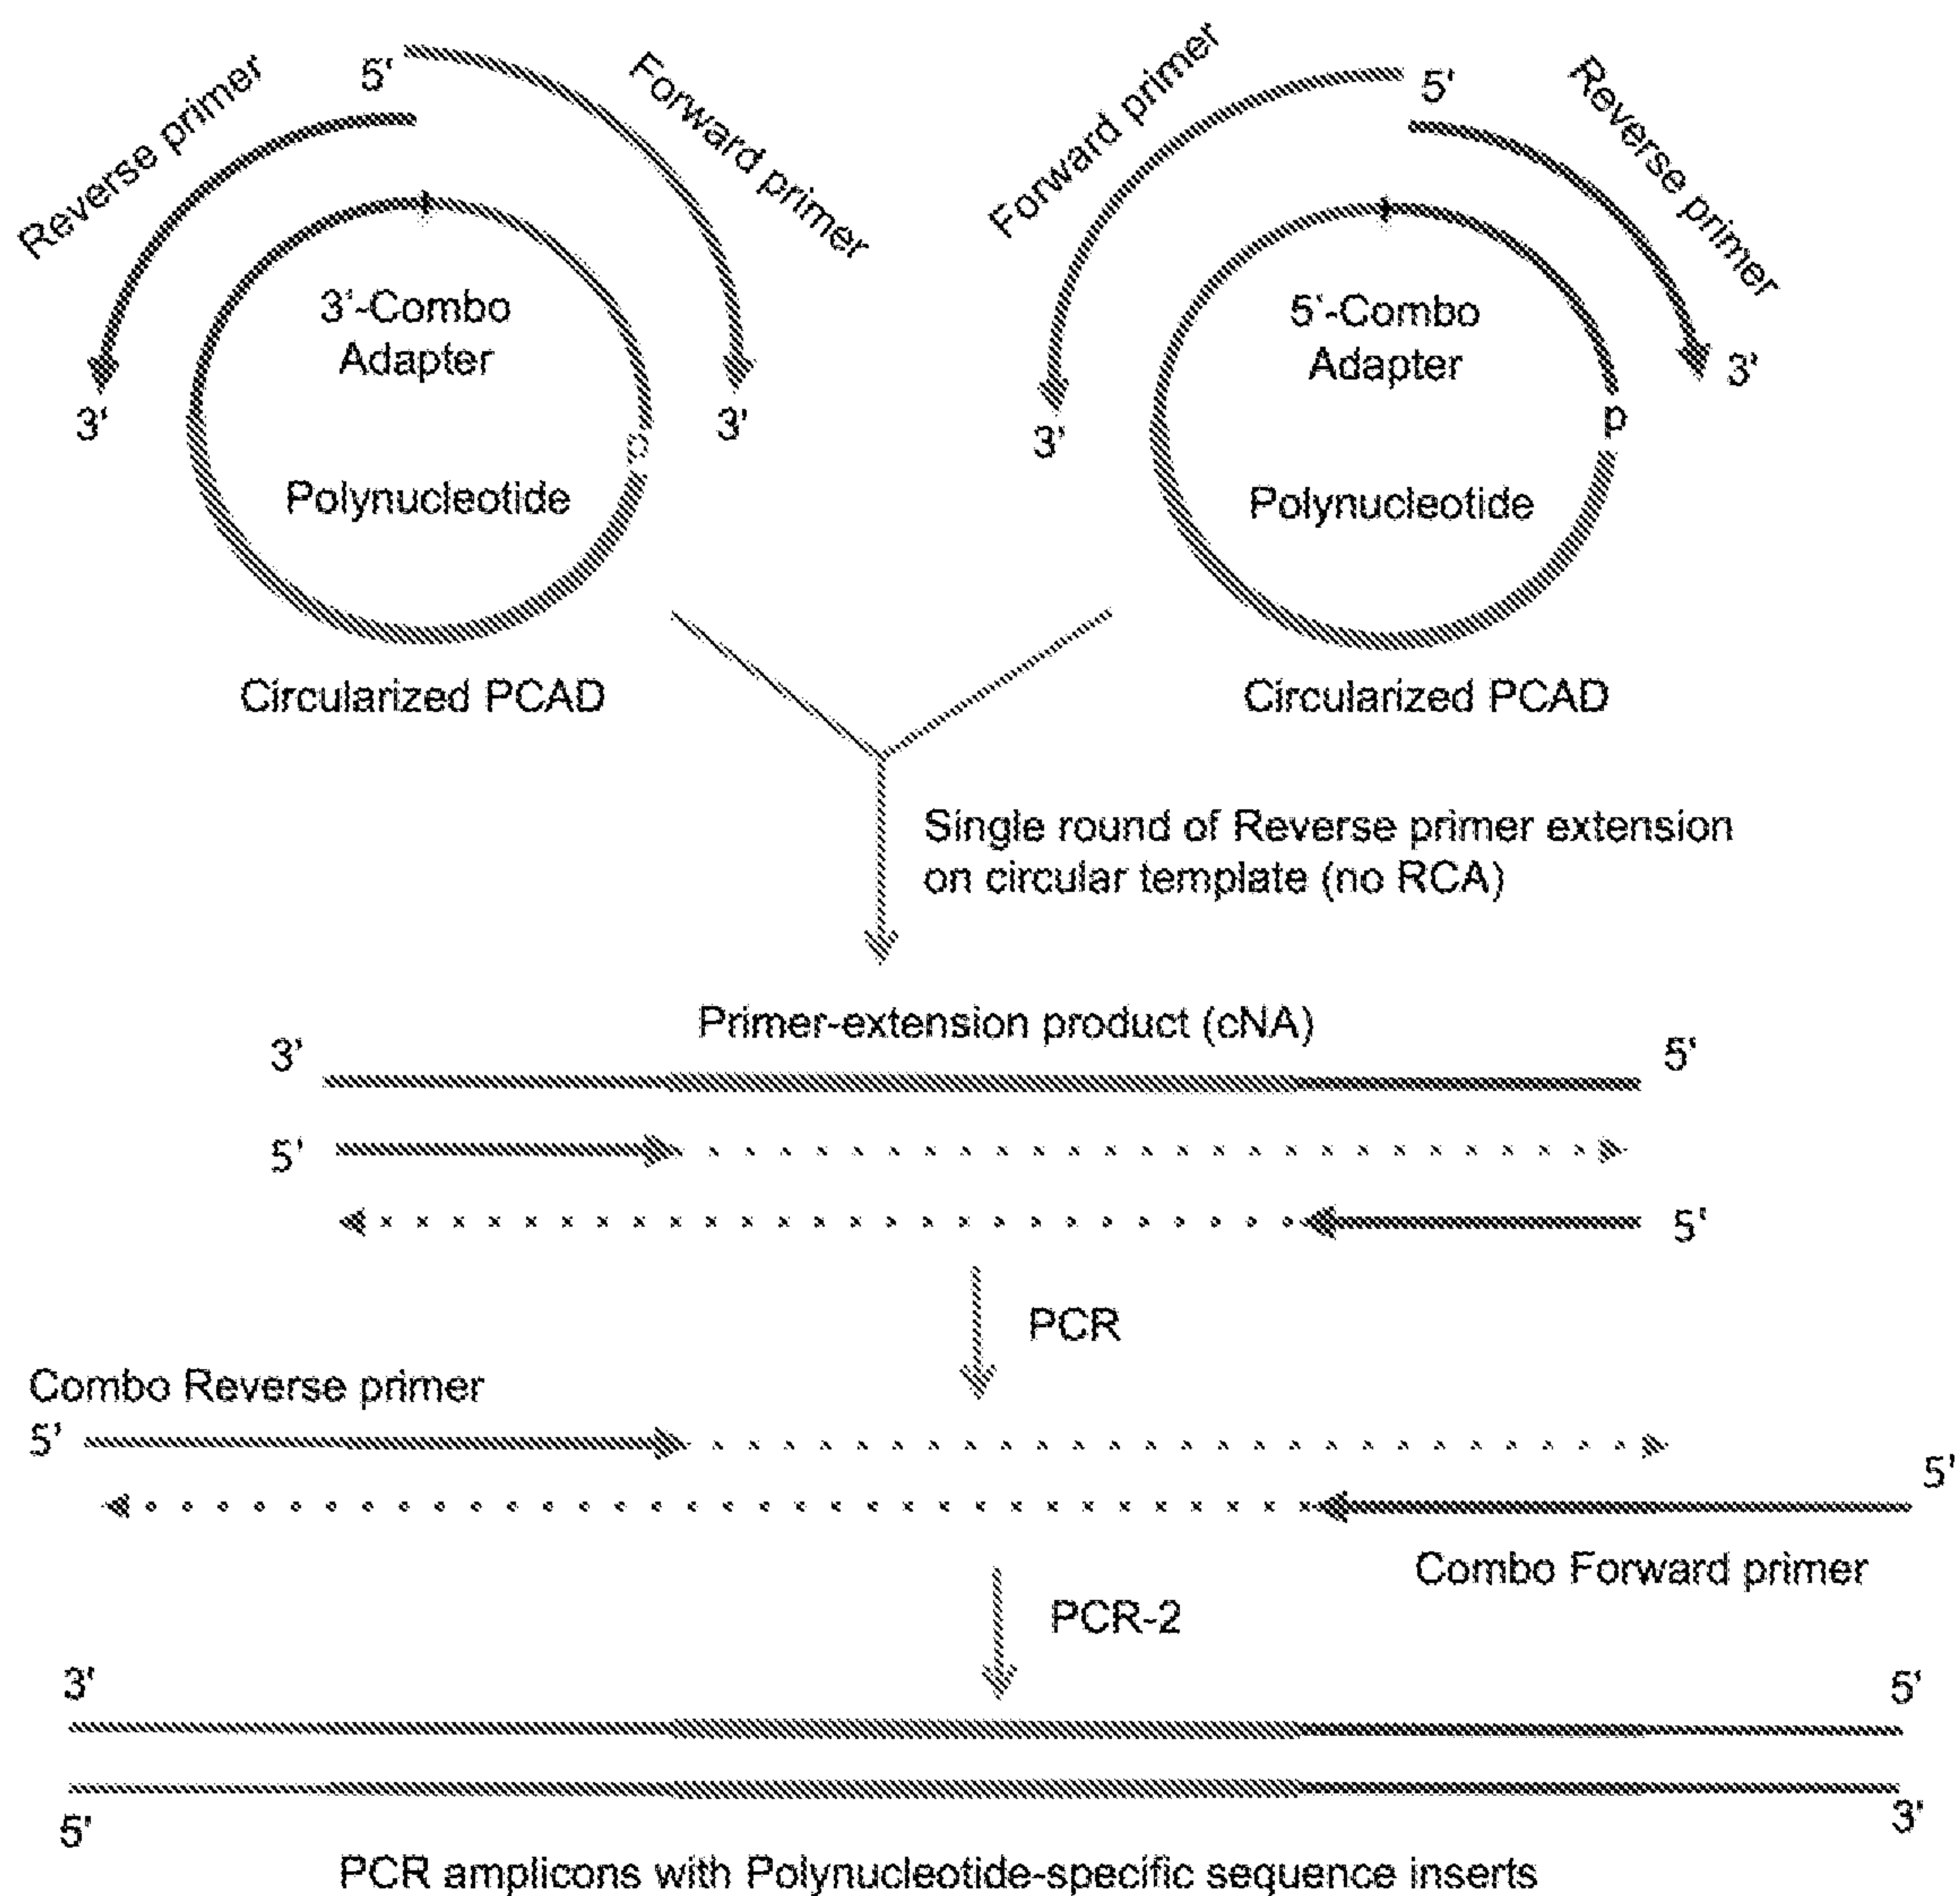 Reverse primer
5'
Forward primer
3'-Combo
Adapter
3'
3'
Polynucleotide
Circularized PCAD
Forward primer
5'
Reverse primer
5'-Combo
Adapter
3'
p
3'
Polynucleotide
Circularized PCAD
Single round of Reverse primer extension
on circular template (no RCA)
Primer-extension product (cNA)
3'
5'
5'
5'
PCR
Combo Reverse primer
5'
5'
Combo Forward primer
PCR-2
3'
5'
5'
3'
PCR amplicons with Polynucleotide-specific sequence inserts